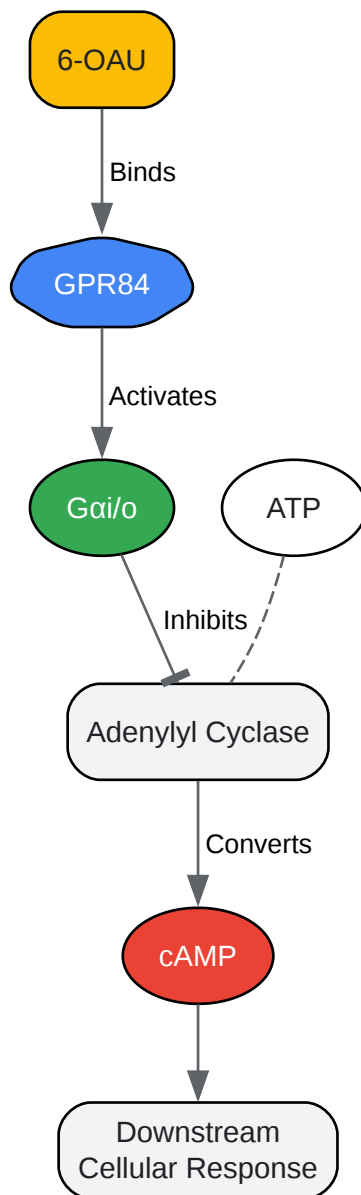 6-OAU
Binds
GPR84
Activates
Gαi/o
ATP
Inhibits
Adenylyl Cyclase
Converts
cAMP
Downstream
Cellular Response